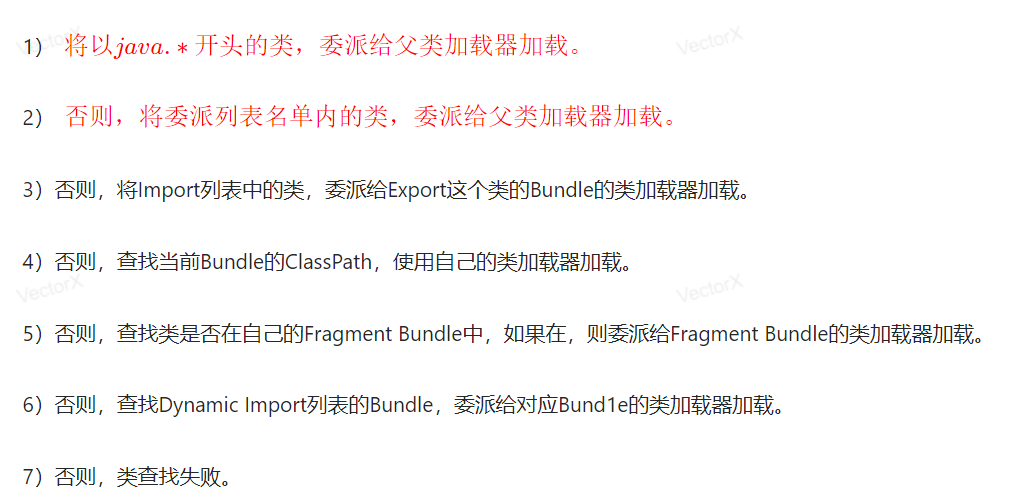 1） 将以java.*开头的类，委派给父类加载器加载。
2） 否则，将委派列表名单内的类，委派给父类加载器加载。
3）否则，将Import列表中的类，委派给Export这个类的Bundle的类加载器加载。
4）否则，查找当前Bundle的ClassPath，使用自己的类加载器加载。
5）否则，查找类是否在自己的Fragment Bundle中，如果在，则委派给Fragment Bundle的类加载器加载。
6）否则，查找Dynamic Import列表的Bundle，委派给对应Bund1e的类加载器加载。
7）否则，类查找失败。
VectorX
VectorX
VectorX
VectorX